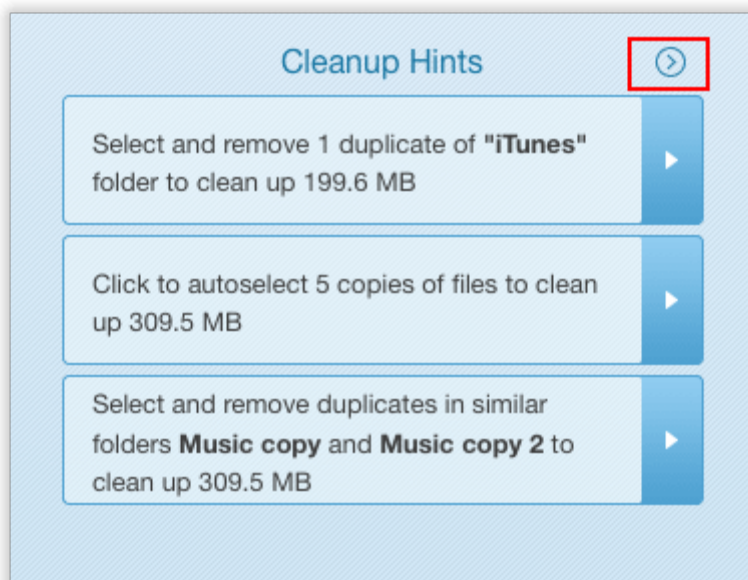 Cleanup Hints
Select and remove 1 duplicate of "iTunes"
folder to clean up 199.6 MB
Click to autoselect 5 copies of files to clean
up 309.5 MB
Select and remove duplicates in similar
folders Music copy and Music copy 2 to
clean up 309.5 MB